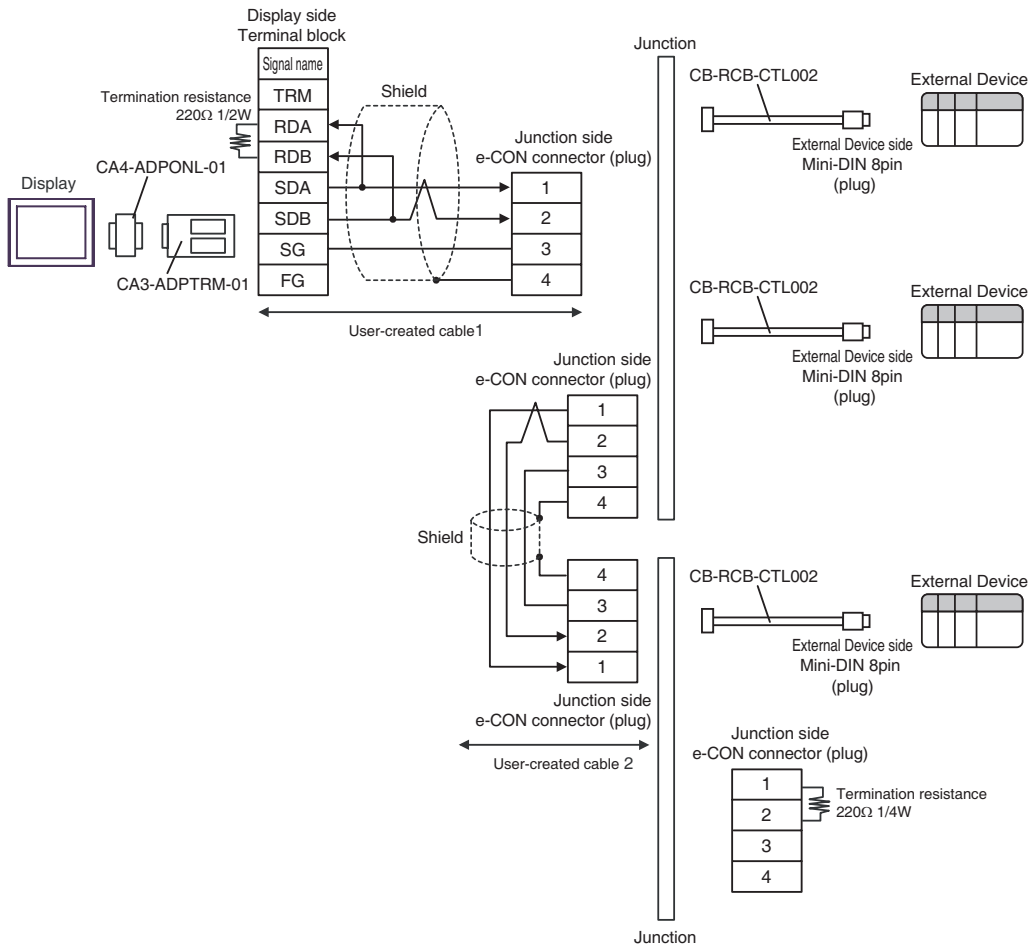 Display side
Terminal block
Signal name
TRM
RDA
RDB
SDA
SDB
SG
FG
Termination resistance
220Ω 1/2W
Display
CA4-ADPONL-01
CA3-ADPTRM-01
Shield
Junction side
e-CON connector (plug)
1
2
3
4
User-created cable1
Junction
CB-RCB-CTL002
External Device side
Mini-DIN 8pin
(plug)
External Device
CB-RCB-CTL002
External Device side
Mini-DIN 8pin
(plug)
External Device
Junction side
e-CON connector (plug)
1
2
3
4
Shield
4
3
2
1
Junction side
e-CON connector (plug)
User-created cable 2
CB-RCB-CTL002
External Device side
Mini-DIN 8pin
(plug)
External Device
Junction side
e-CON connector (plug)
1
2
3
4
Termination resistance
220Ω 1/4W
Junction